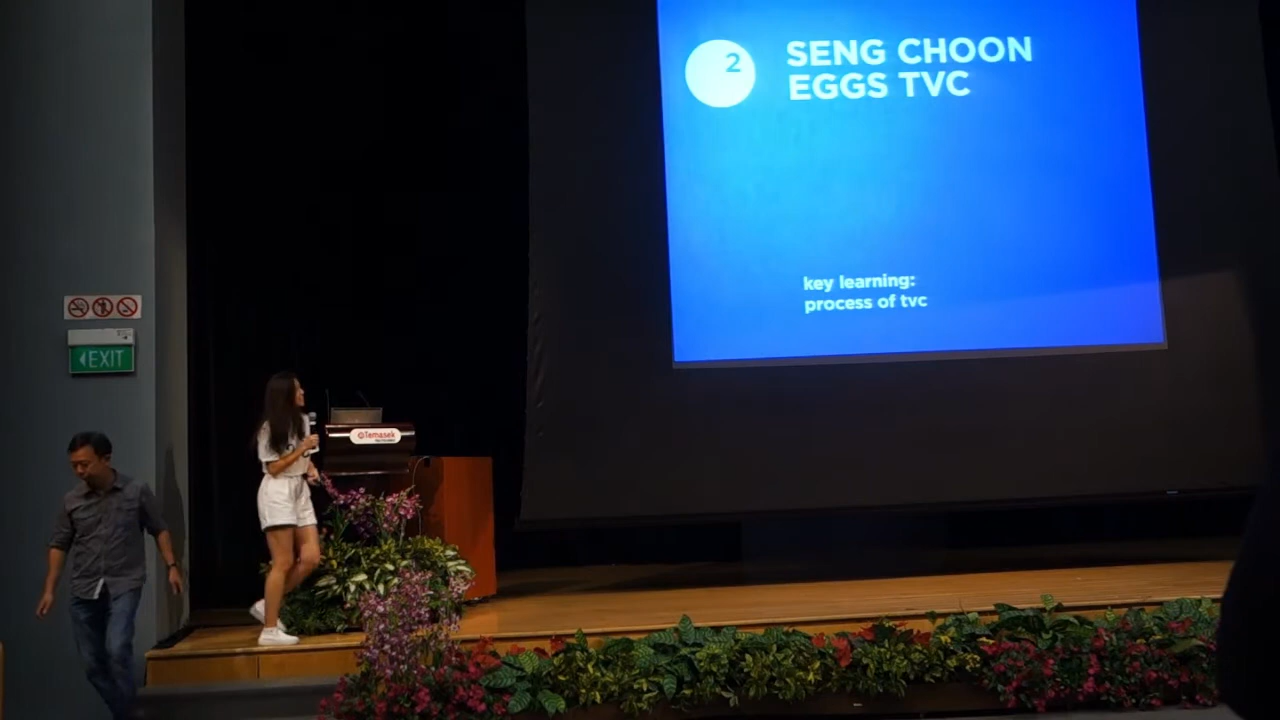 2
SENG CHOON
EGGS TVC
key learning:
process of tvc
EXIT
Temasek